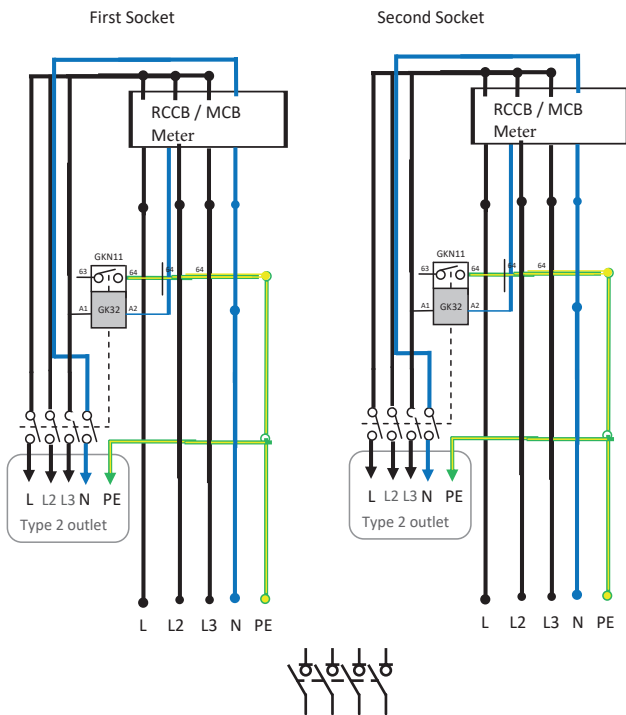 First Socket
Second Socket
RCCB / MCB
Meter
RCCB / MCB
Meter
GKN11
63
64
64
64
GK32
A1
A2
GKN11
63
64
64
64
GK32
A1
A2
L L2 L3 N PE
Type 2 outlet
L L2 L3 N PE
Type 2 outlet
L L2 L3 N PE
L L2 L3 N PE